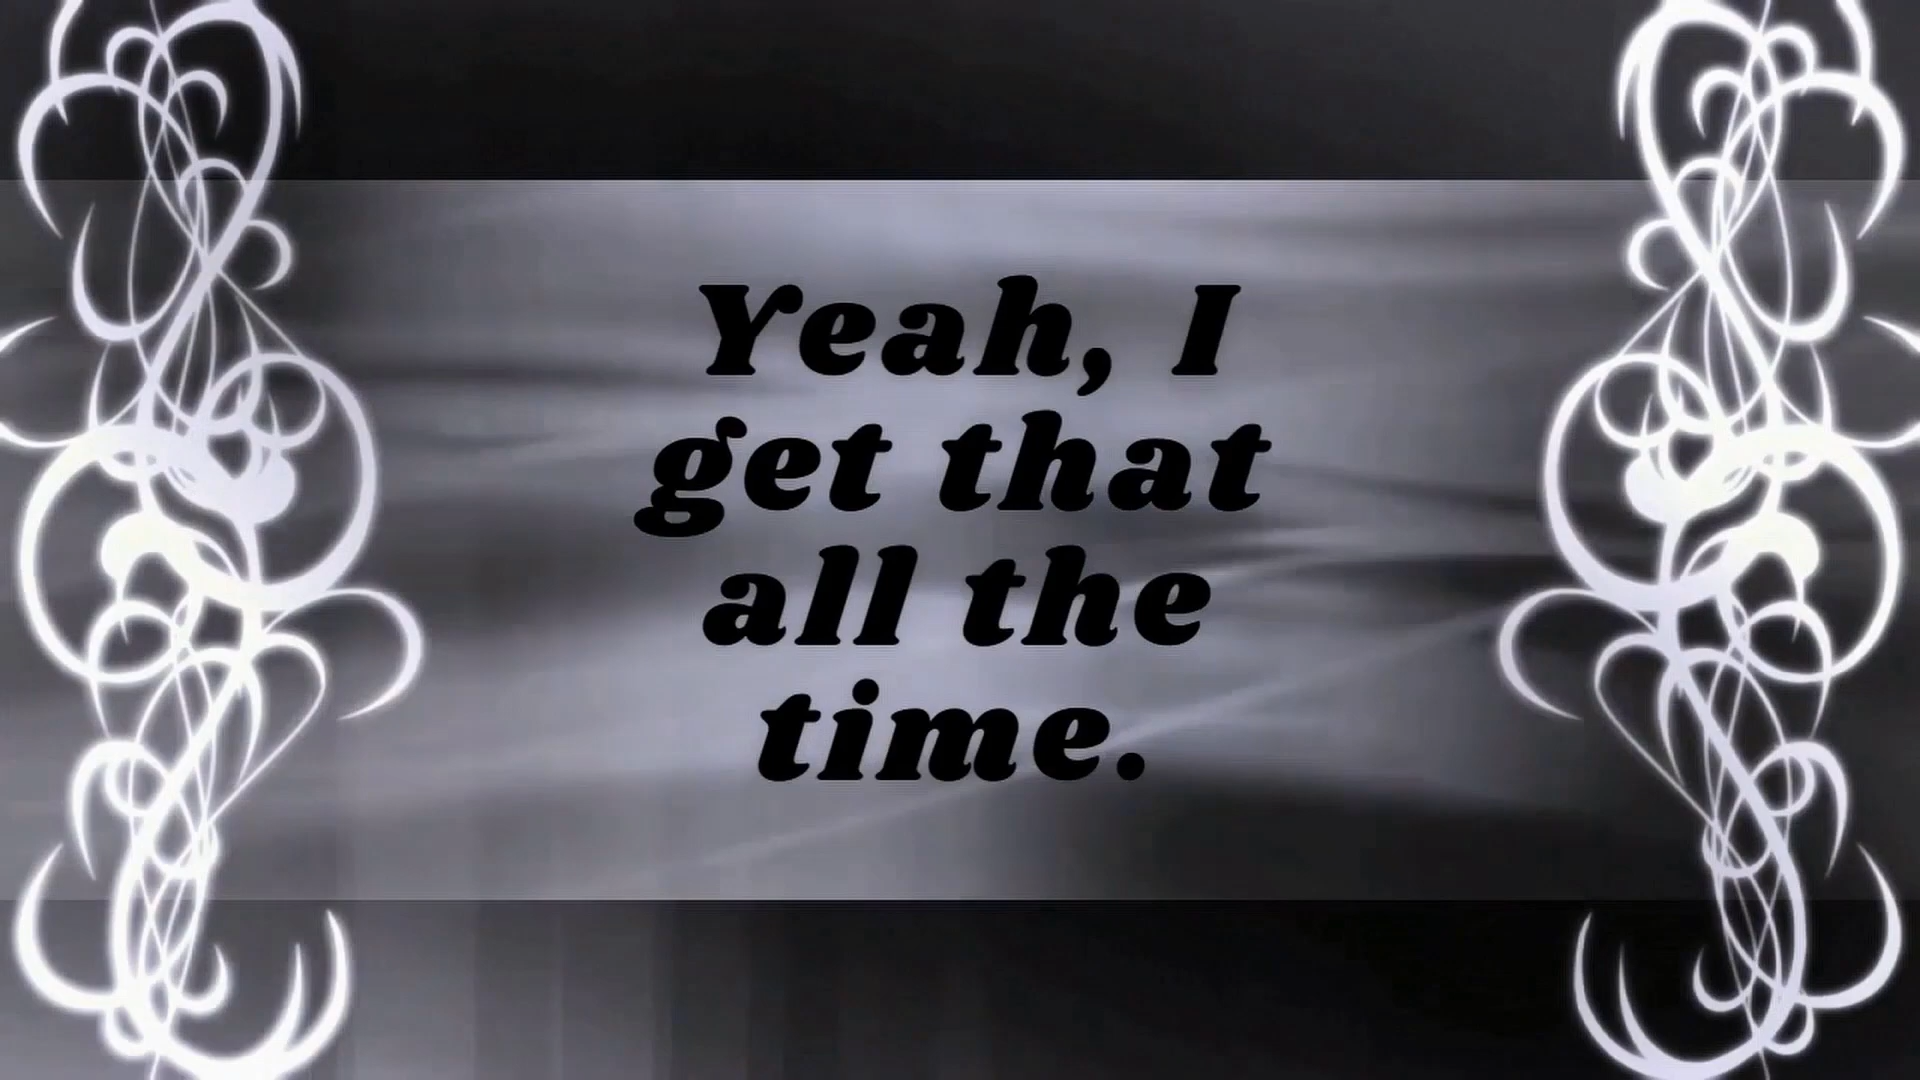 Yeah, I
get that
all the
time.